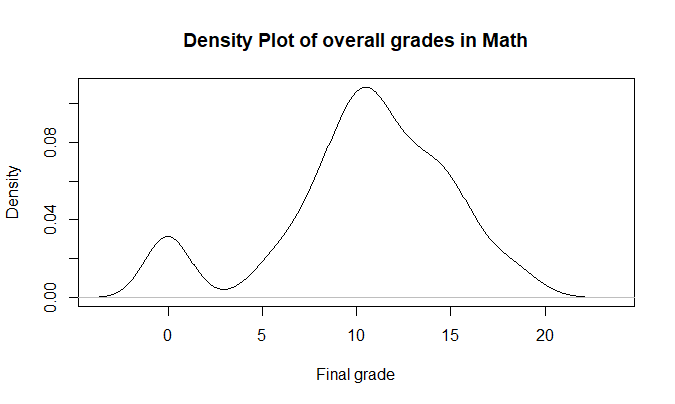 Density Plot of overall grades in Math
Density
0.08
0.04
0.00
0 5 10 15 20
Final grade